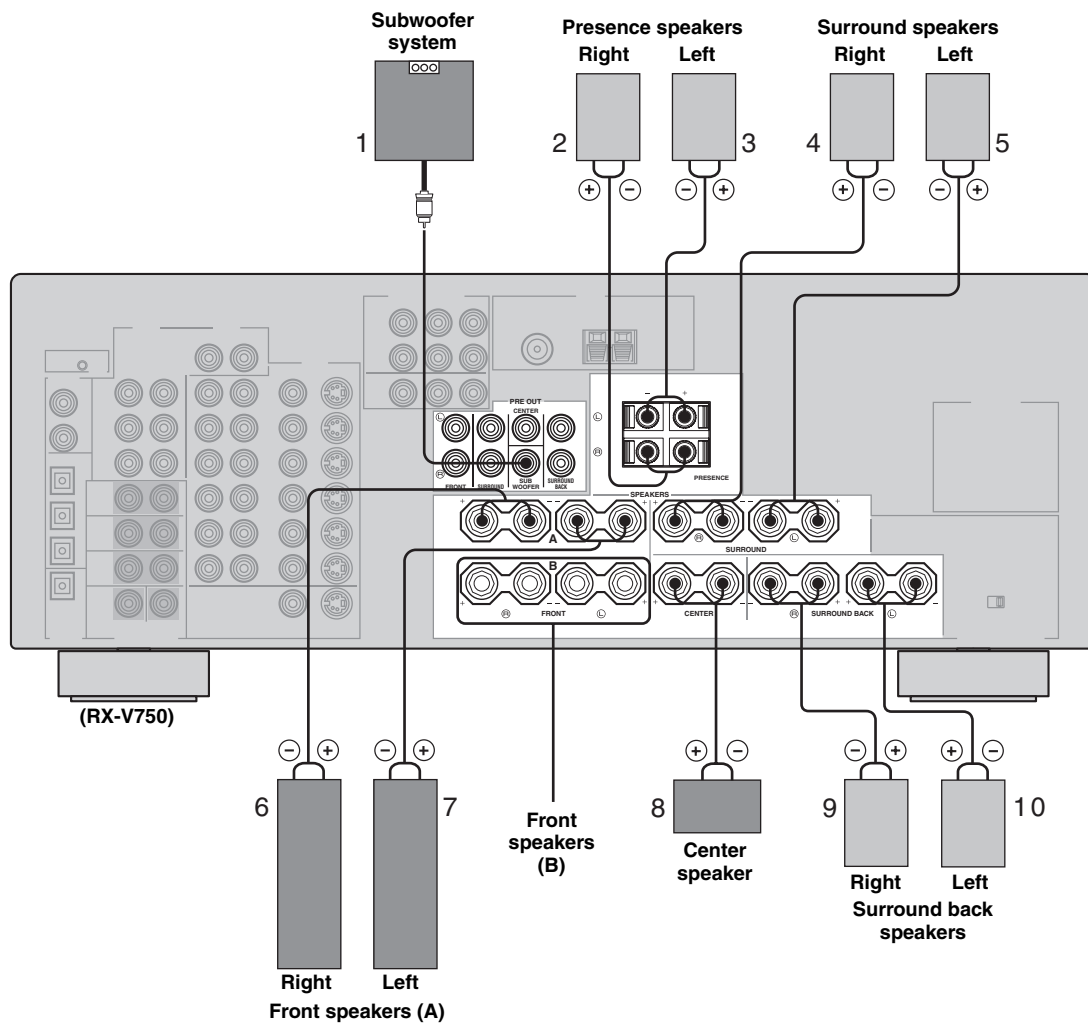 Subwoofer
system
Presence speakers
Right Left
Surround speakers
Right Left
1
2
3
4
5
+ − − +
+ − − +
PRE OUT
CENTER
L
R
FRONT SURROUND SUB
WOOFER SURROUND
BACK
− +
L
R
PRESENCE
SPEAKERS
+ − − +
A
+ − − +
R L
SURROUND
B
+ − − +
R FRONT L
+ −
CENTER
− + + −
R SURROUND BACK L
(RX-V750)
− +
− +
+ −
− +
+ −
6
7
8
9
10
Front
speakers
(B)
Center
speaker
Right Left
Surround back
speakers
Right Left
Front speakers (A)